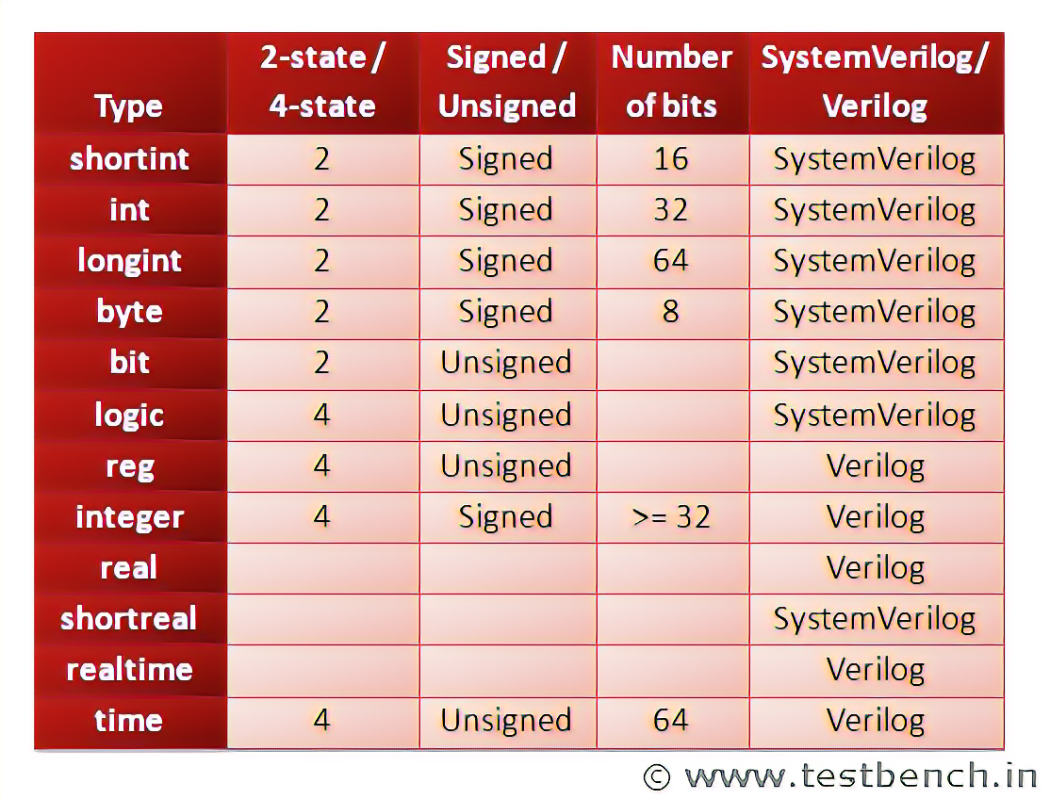 Type 2-state / 4-state Signed / Unsigned Number of bits SystemVerilog/ Verilog
shortint 2 Signed 16 SystemVerilog
int 2 Signed 32 SystemVerilog
longint 2 Signed 64 SystemVerilog
byte 2 Signed 8 SystemVerilog
bit 2 Unsigned SystemVerilog
logic 4 Unsigned SystemVerilog
reg 4 Unsigned Verilog
integer 4 Signed >= 32 Verilog
real Verilog
shortreal SystemVerilog
realtime Verilog
time 4 Unsigned 64 Verilog
© www.testbench.in